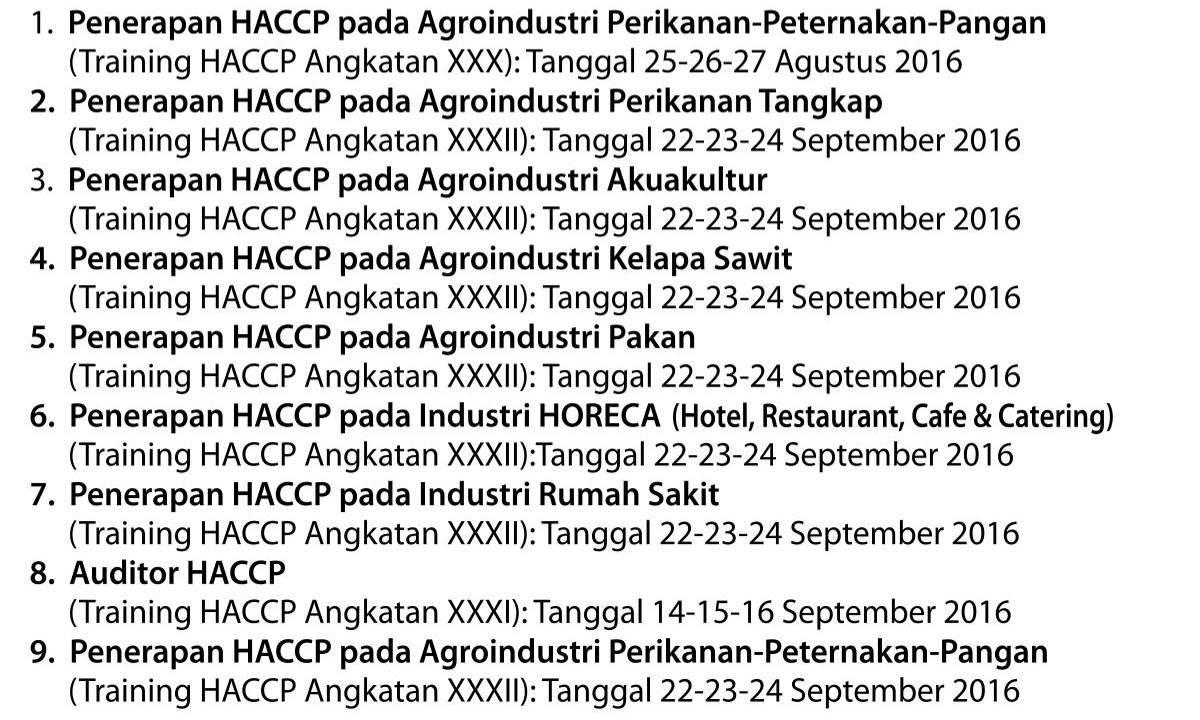 1. Penerapan HACCP pada Agroindustri Perikanan-Peternakan-Pangan
(Training HACCP Angkatan XXX): Tanggal 25-26-27 Agustus 2016
2. Penerapan HACCP pada Agroindustri Perikanan Tangkap
(Training HACCP Angkatan XXXII): Tanggal 22-23-24 September 2016
3. Penerapan HACCP pada Agroindustri Akuakultur
(Training HACCP Angkatan XXXII): Tanggal 22-23-24 September 2016
4. Penerapan HACCP pada Agroindustri Kelapa Sawit
(Training HACCP Angkatan XXXII): Tanggal 22-23-24 September 2016
5. Penerapan HACCP pada Agroindustri Pakan
(Training HACCP Angkatan XXXII): Tanggal 22-23-24 September 2016
6. Penerapan HACCP pada Industri HORECA (Hotel, Restaurant, Cafe & Catering)
(Training HACCP Angkatan XXXII):Tanggal 22-23-24 September 2016
7. Penerapan HACCP pada Industri Rumah Sakit
(Training HACCP Angkatan XXXII): Tanggal 22-23-24 September 2016
8. Auditor HACCP
(Training HACCP Angkatan XXXI): Tanggal 14-15-16 September 2016
9. Penerapan HACCP pada Agroindustri Perikanan-Peternakan-Pangan
(Training HACCP Angkatan XXXII): Tanggal 22-23-24 September 2016